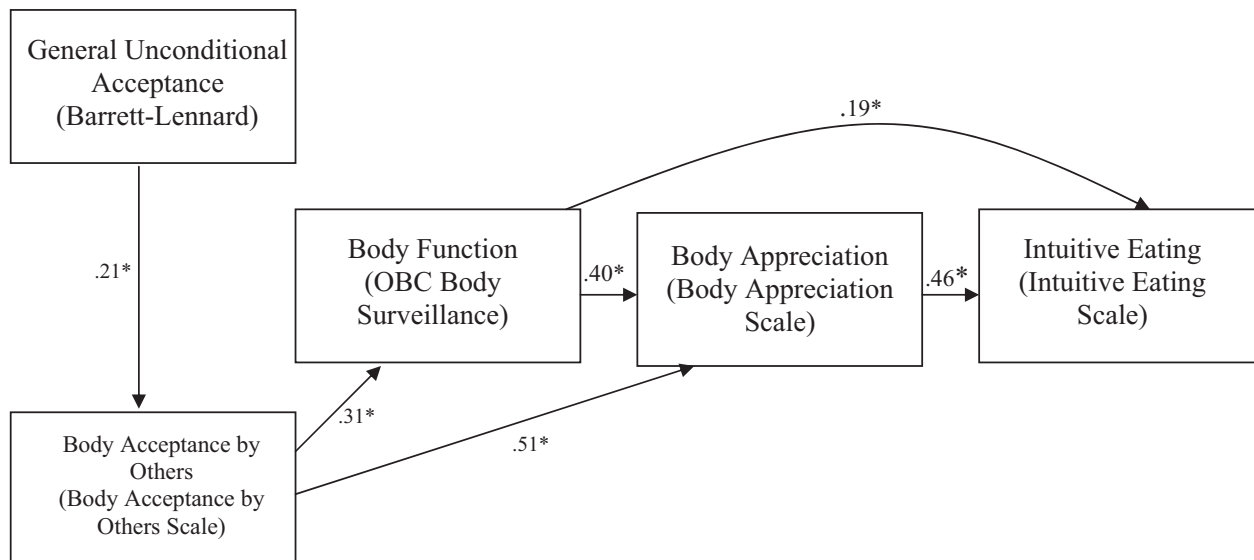 General Unconditional
Acceptance
(Barrett-Lennard)
.19*
Body Function
(OBC Body
Surveillance)
Body Appreciation
(Body Appreciation
Scale)
Intuitive Eating
(Intuitive Eating
Scale)
.21*
.40*
.46*
.31*
.51*
Body Acceptance by
Others
(Body Acceptance by
Others Scale)